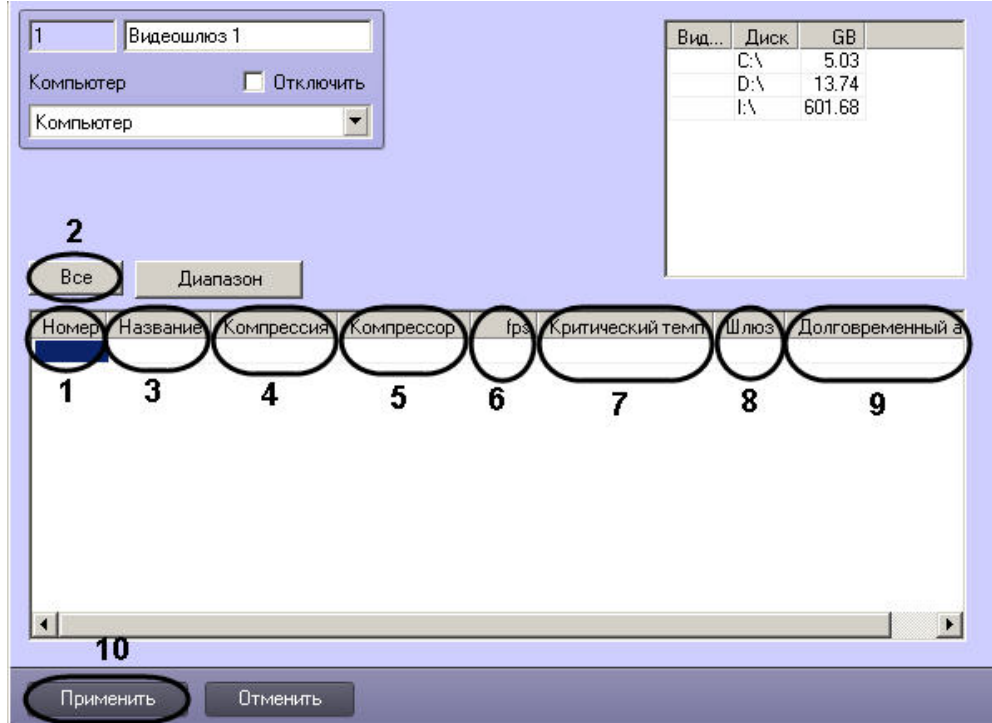 1 Видеошлюз 1
Вид... Диск GB
C:\ 5.03
Компьютер Отключить
D:\ 13.74
I:\ 601.68
Компьютер
2
Все Диапазон
Номер Название Компрессия Компрессор fps Критический темп Шлюз Долговременный а
1 3 4 5 6 7 8 9
10
Применить Отменить